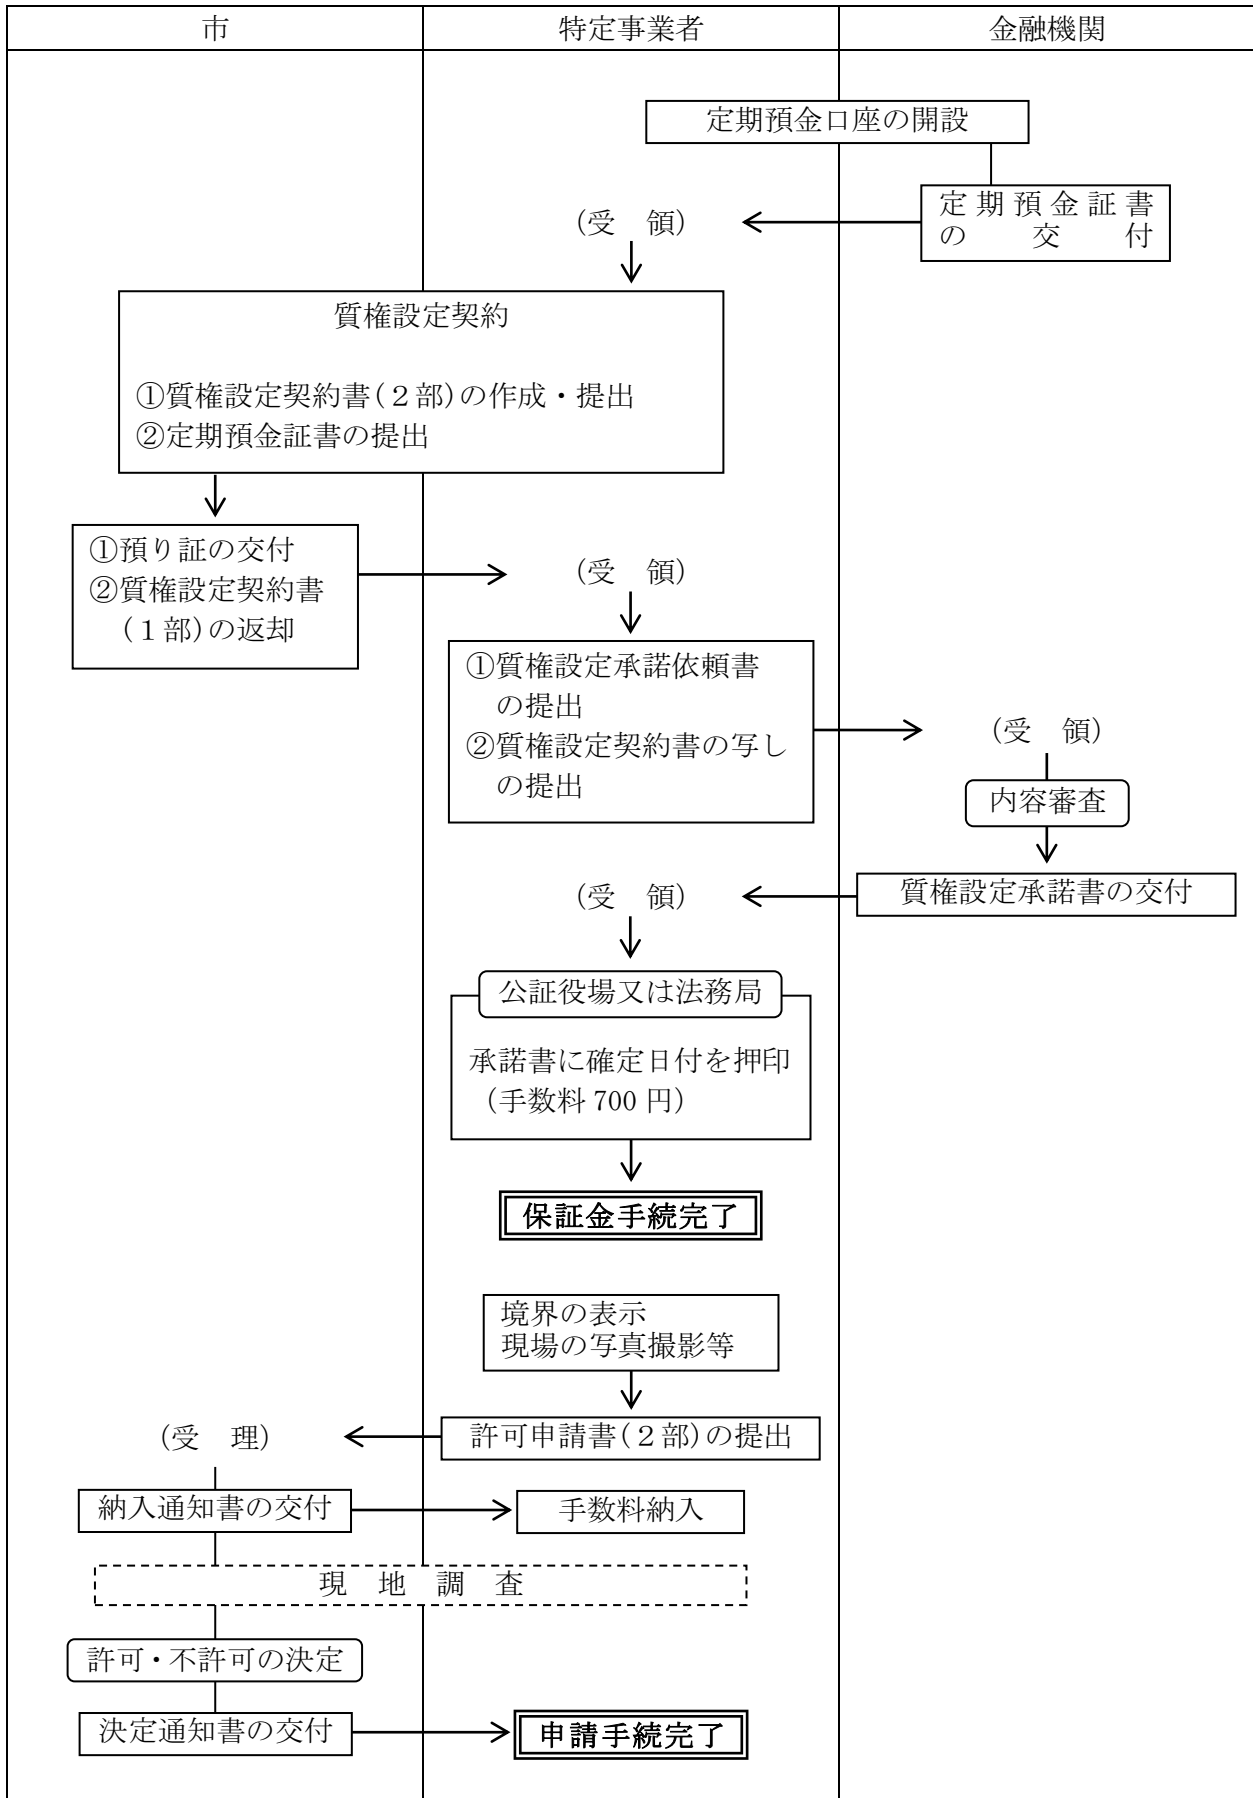 市
特定事業者
金融機関
定期預金口座の開設
定期預金証書
の交付
(受　領)
質権設定契約
①質権設定契約書(２部)の作成・提出
②定期預金証書の提出
①預り証の交付
②質権設定契約書
(１部)の返却
(受　領)
①質権設定承諾依頼書
の提出
②質権設定契約書の写し
の提出
(受　領)
内容審査
質権設定承諾書の交付
(受　領)
公証役場又は法務局
承諾書に確定日付を押印
(手数料 700 円)
保証金手続完了
境界の表示
現場の写真撮影等
許可申請書(２部)の提出
(受　理)
納入通知書の交付
手数料納入
現　地　調　査
許可・不許可の決定
決定通知書の交付
申請手続完了